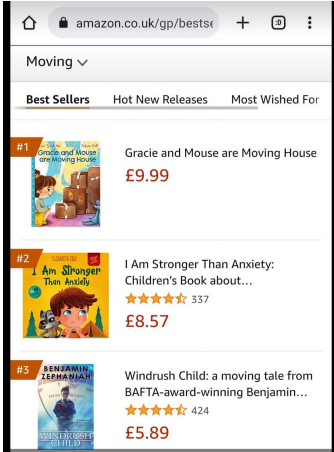 amazon.co.uk/gp/bestse
:D
Moving
Best Sellers Hot New Releases Most Wished For
#1
Gracie and Mouse
are Moving House
Gracie and Mouse are Moving House
£9.99
#2
I Am Stronger
Than Anxiety
I Am Stronger Than Anxiety:
Children's Book about...
337
£8.57
#3
BENJAMIN
ZEPHANIAH
WINDRUSH
CHILD
Windrush Child: a moving tale from
BAFTA-award-winning Benjamin...
424
£5.89